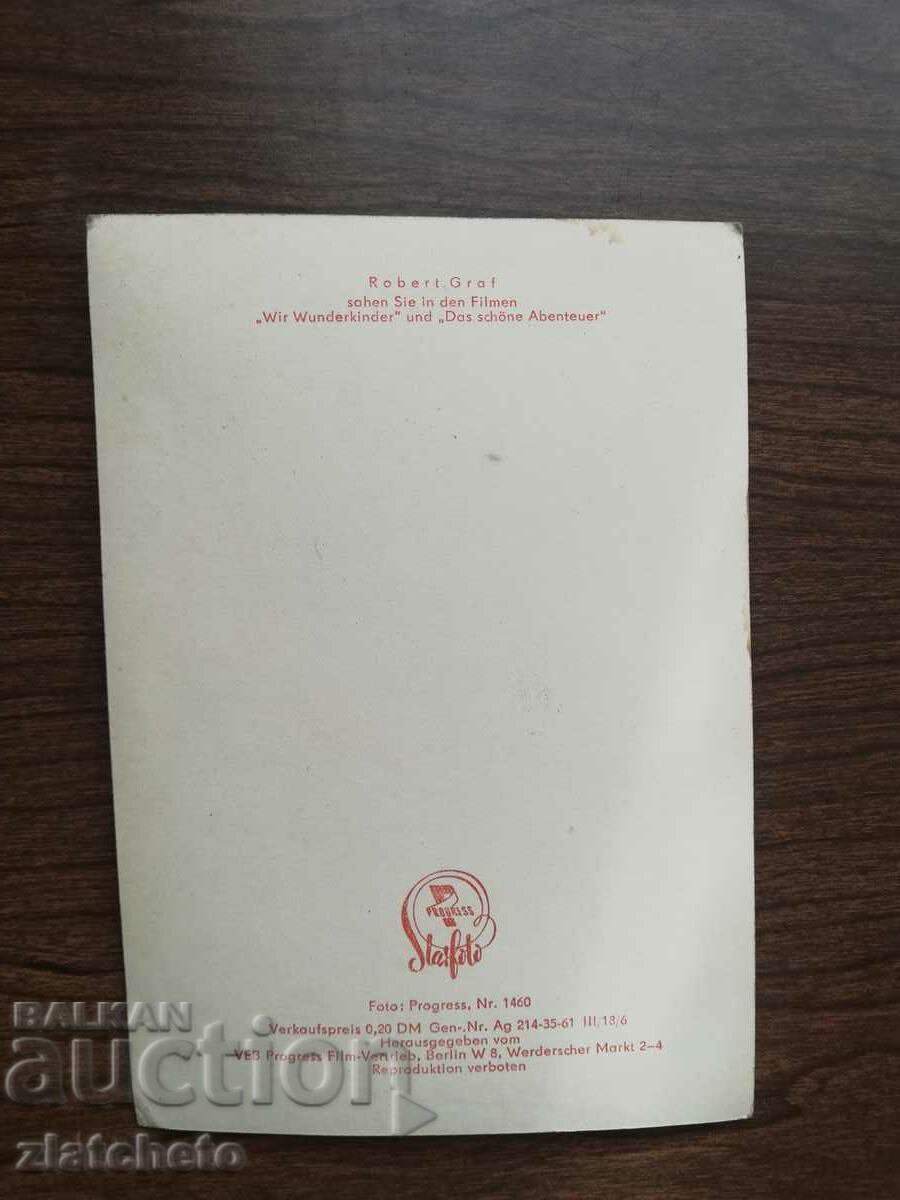 Robert Graf
sahen Sie in den Filmen
„Wir Wunderkinder" und „Das schöne Abenteuer"
PROGRESS
Starfoto
Foto: Progress, Nr. 1460
Verkaufspreis 0,20 DM Gen-.Nr. Ag 214-35-61 III/18/6
Herausgegeben vom
VEB Progress Film-Vertrieb, Berlin W 8, Werderscher Markt 2–4
Reproduktion verboten
BALKAN
auction
zlatcheto